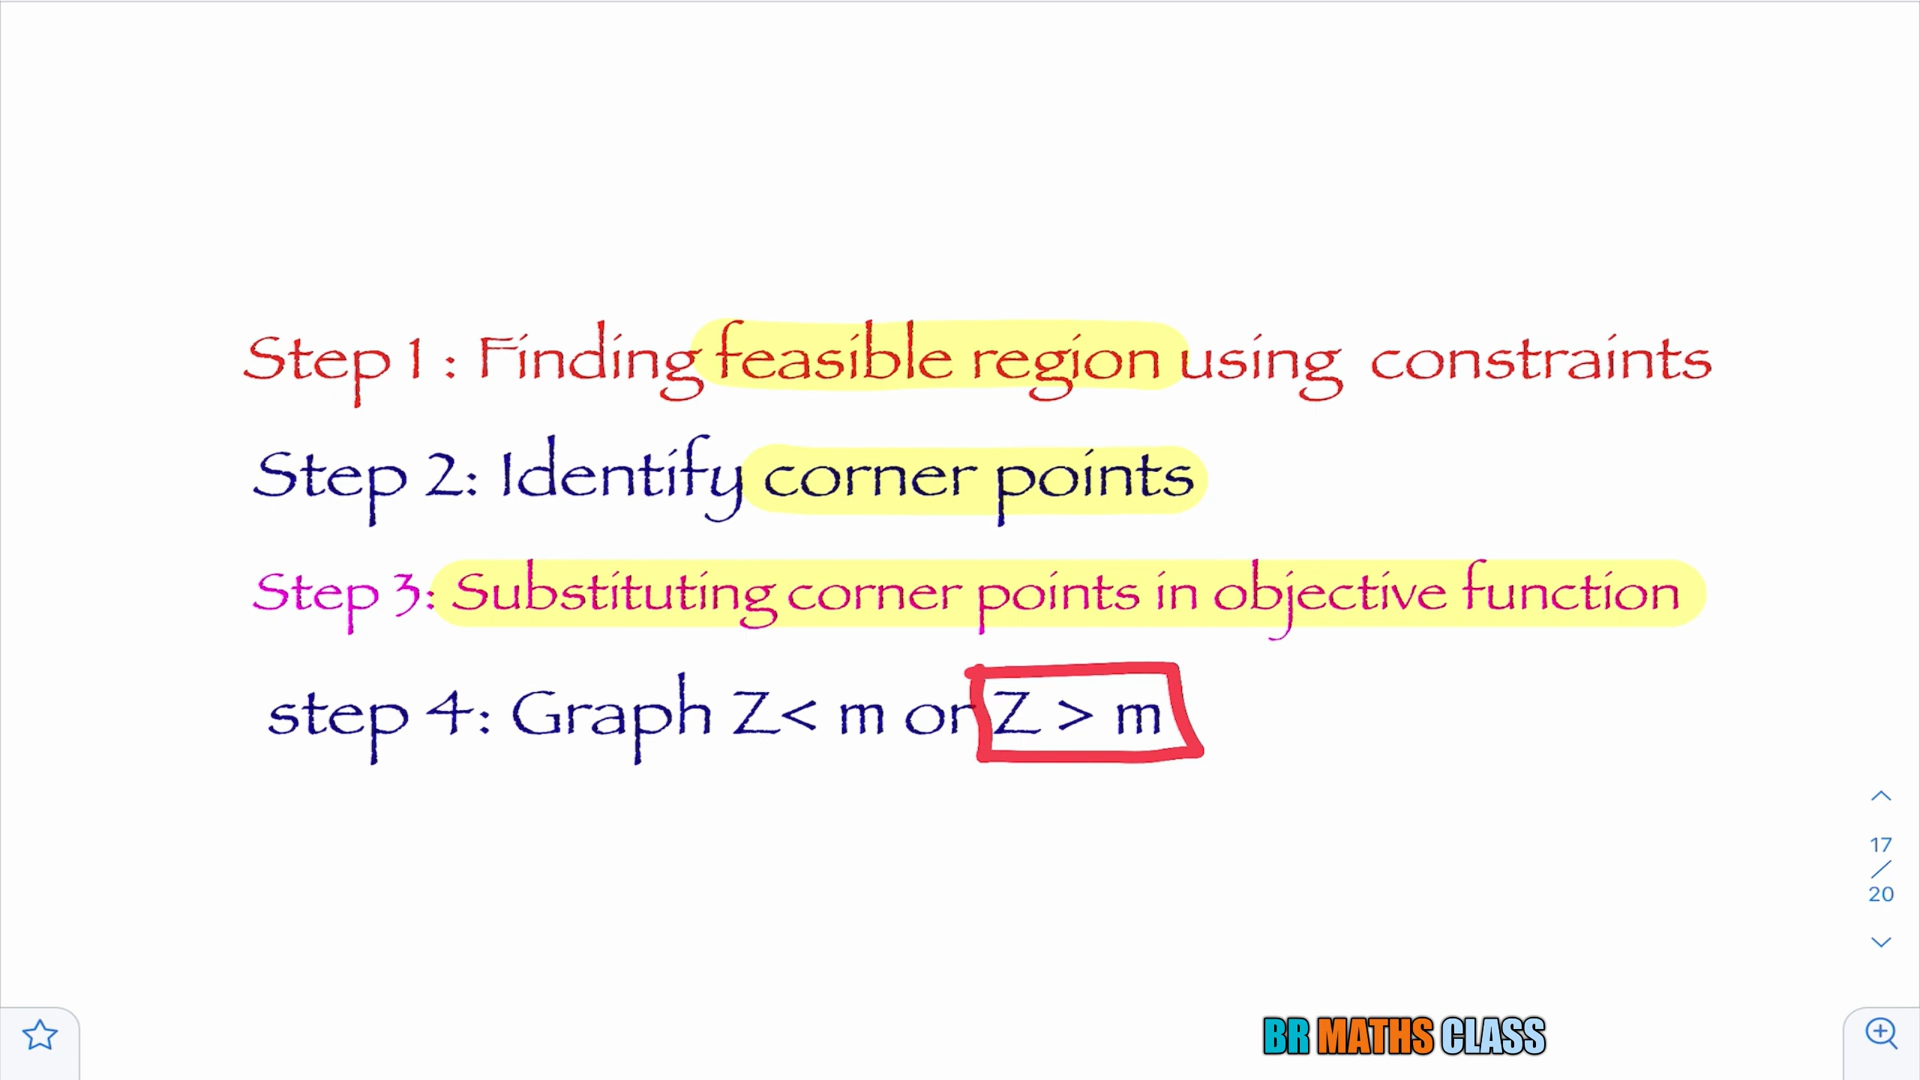 Step 1 : Finding feasible region using constraints
Step 2: Identify corner points
Step 3: Substituting corner points in objective function
step 4: Graph Z< m or Z > m
17
/
20
BR MATHS CLASS